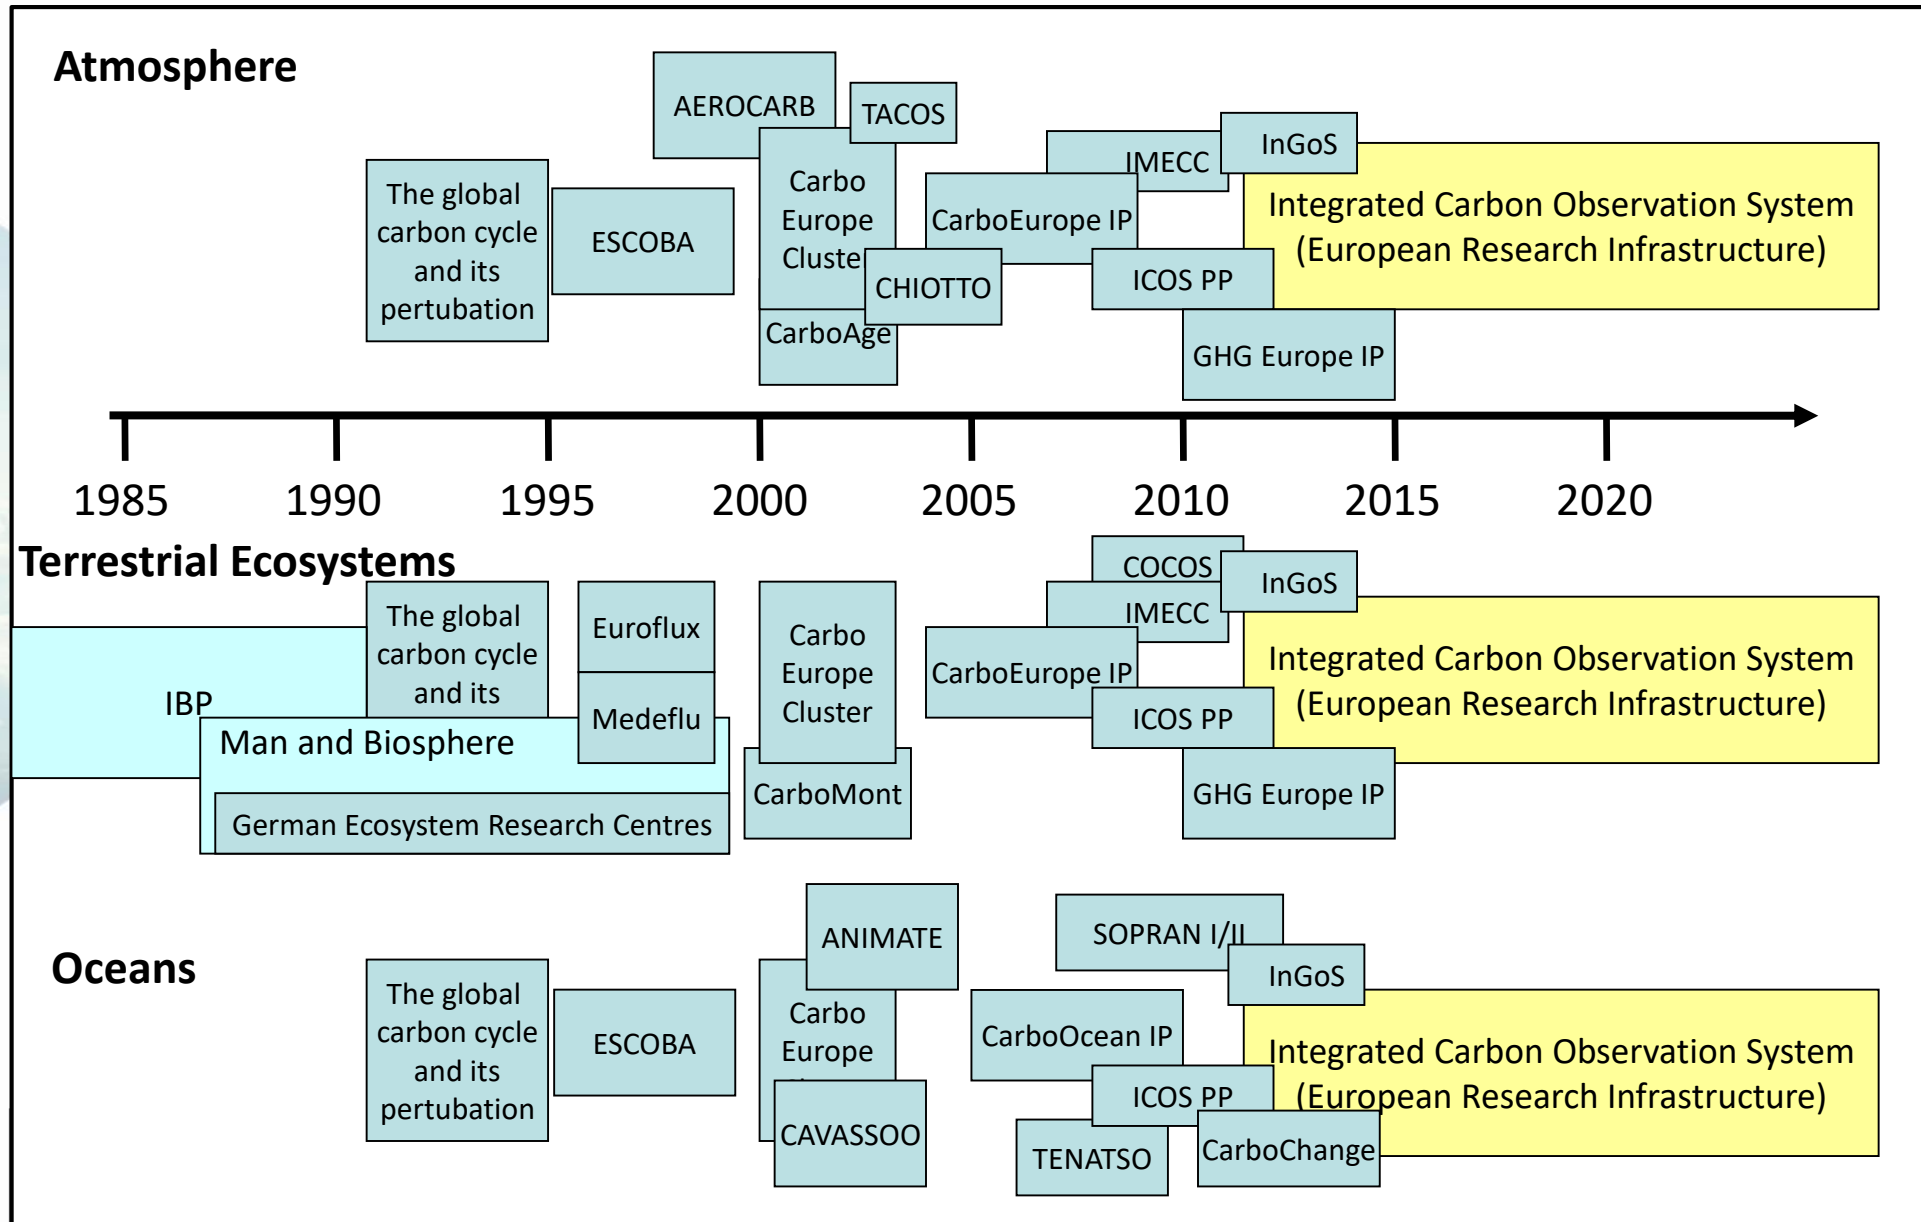 Atmosphere
AEROCARB
TACOS
The global
carbon cycle
and its
pertubation
ESCOBA
Carbo
Europe
Cluster
CarboAge
CHIOTTO
CarboEurope IP
IMECC
InGoS
ICOS PP
GHG Europe IP
Integrated Carbon Observation System
(European Research Infrastructure)
1985 1990 1995 2000 2005 2010 2015 2020
Terrestrial Ecosystems
IBP
The global
carbon cycle
and its
Man and Biosphere
German Ecosystem Research Centres
Euroflux
Medeflu
Carbo
Europe
Cluster
CarboMont
CarboEurope IP
COCOS
IMECC
InGoS
ICOS PP
GHG Europe IP
Integrated Carbon Observation System
(European Research Infrastructure)
Oceans
The global
carbon cycle
and its
pertubation
ESCOBA
ANIMATE
Carbo
Europe
CAVASSOO
SOPRAN I/II
InGoS
CarboOcean IP
ICOS PP
TENATSO
CarboChange
Integrated Carbon Observation System
(European Research Infrastructure)